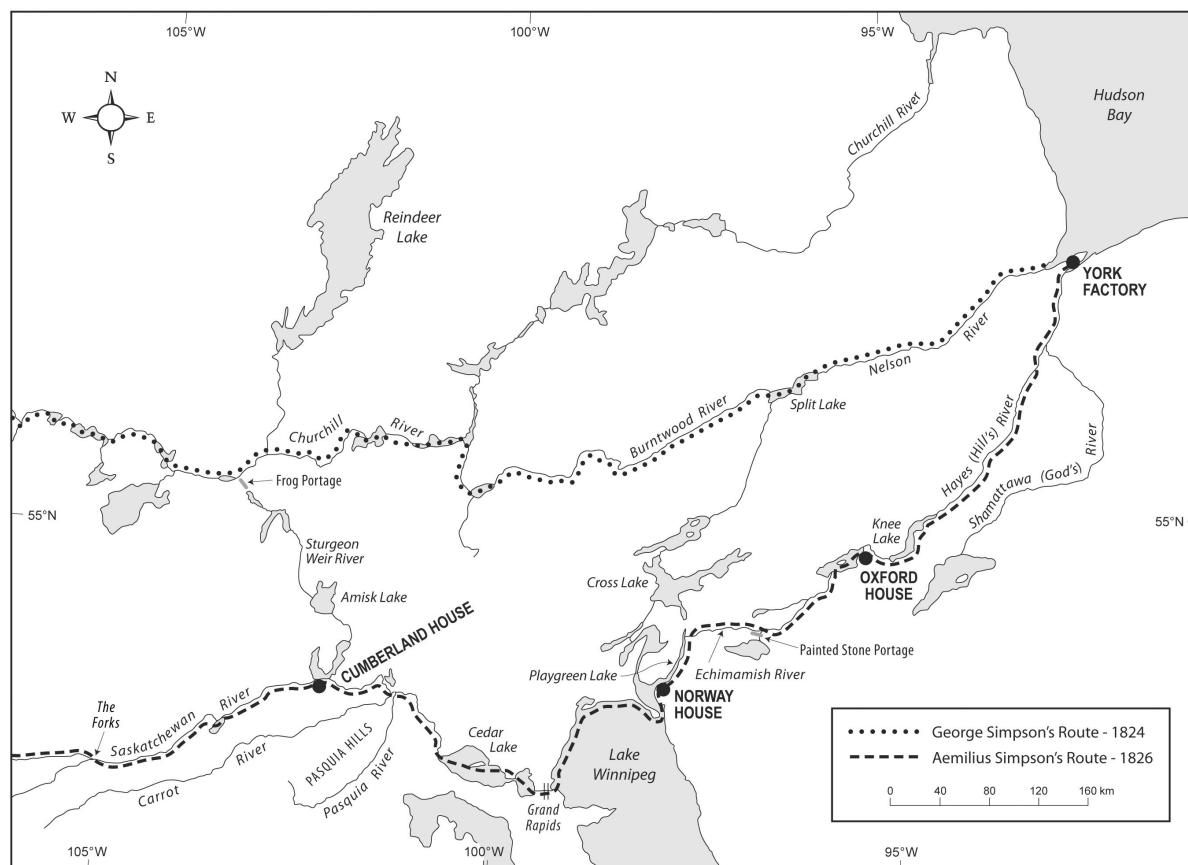 105°W
100°W
95°W
N
W
E
S
Hudson
Bay
Churchill River
Reindeer
Lake
YORK
FACTORY
Nelson
River
Split Lake
Burntwood River
Churchill
River
Frog Portage
Hayes (Hill's) River
Shamattawa (God's)
River
55°N
55°N
Knee
Lake
Sturgeon
Weir River
OXFORD
HOUSE
Cross Lake
Amisk Lake
CUMBERLAND HOUSE
Painted Stone Portage
Playgreen Lake
Echimamish River
NORWAY
HOUSE
The
Forks
Saskatchewan
River
Carrot
River
PASQUIA HILLS
Pasquia River
Cedar
Lake
Grand
Rapids
Lake
Winnipeg
George Simpson's Route - 1824
Aemilius Simpson's Route - 1826
0 40 80 120 160 km
105°W
100°W
95°W